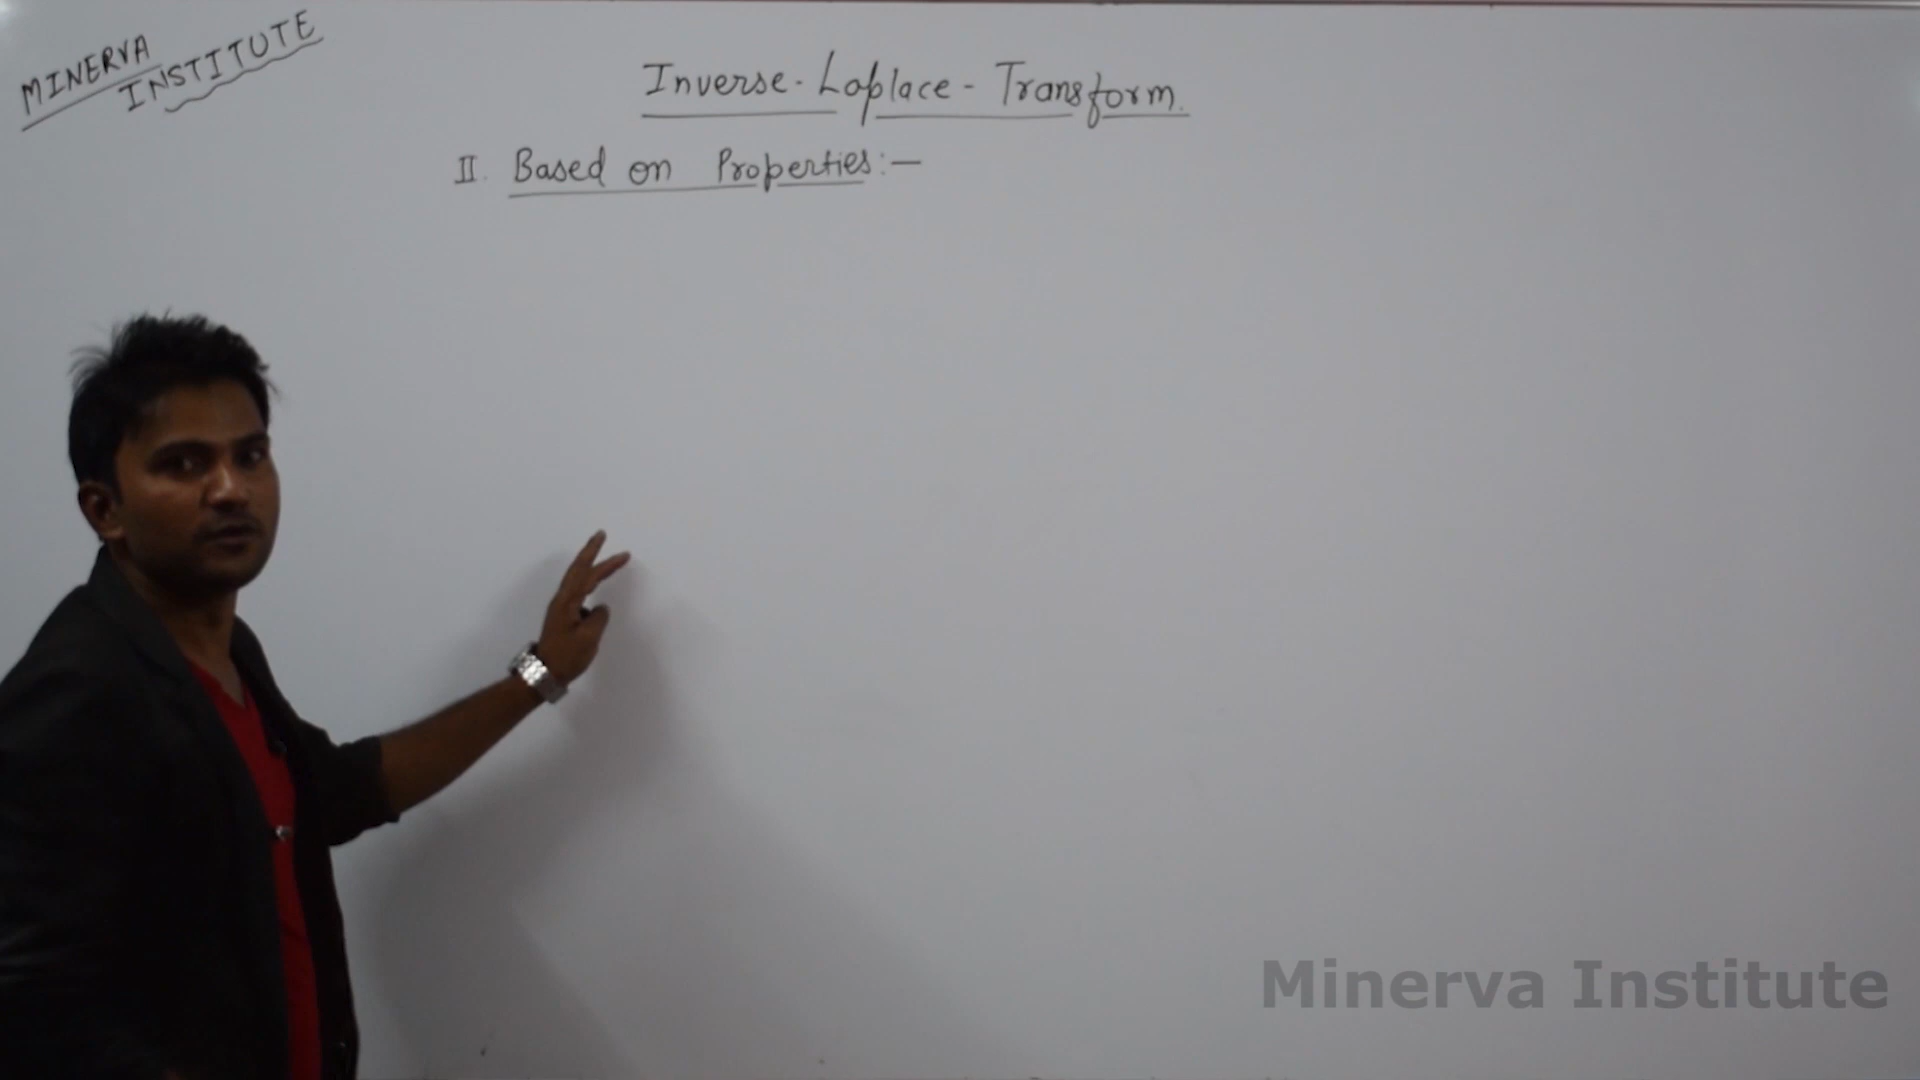 MINERVA
INSTITUTE
Inverse-Laplace-Transform.
II. Based on Properties:-
Minerva Institute